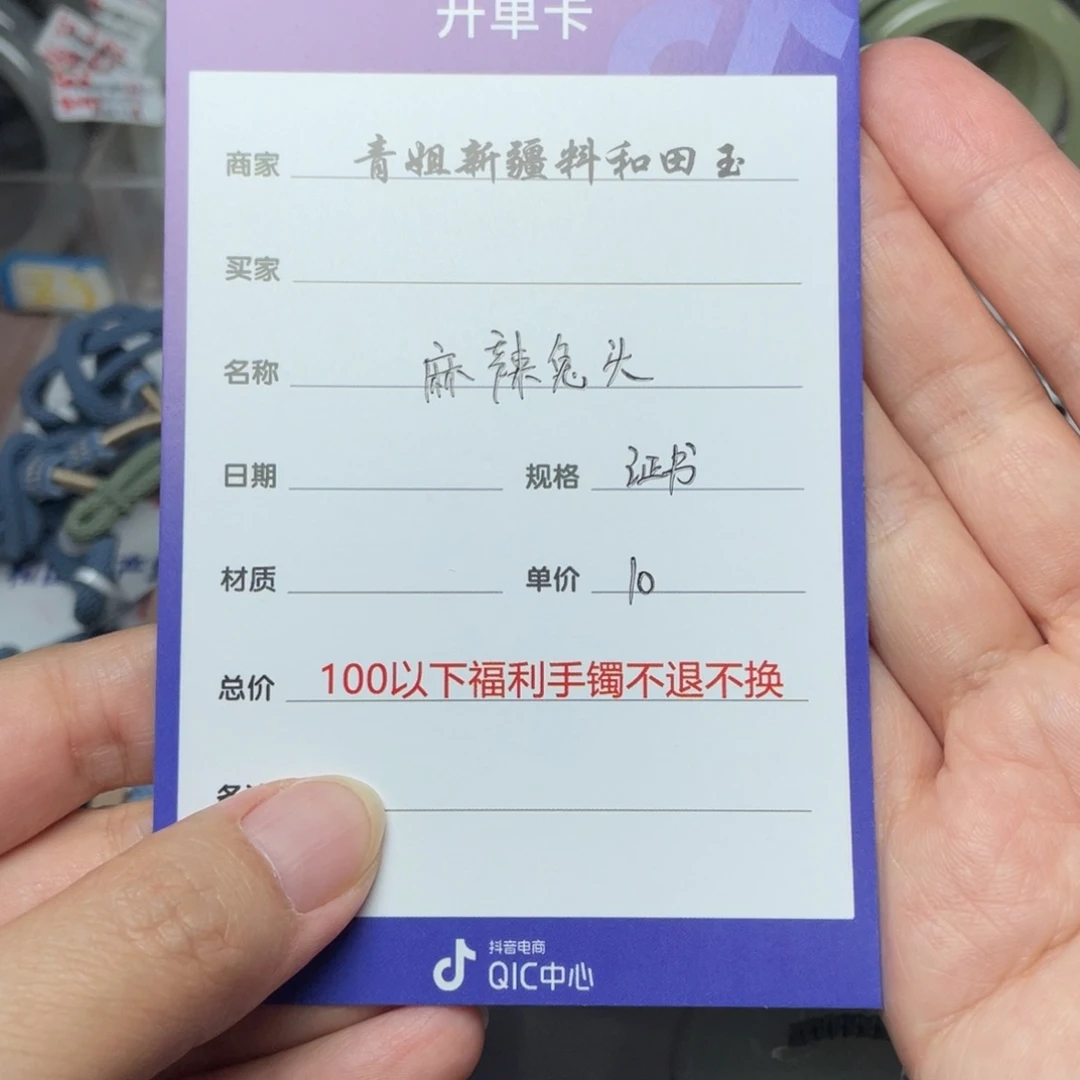 开单卡
商家 青姐新疆料和田玉
买家
名称 麻辣兔头
日期 规格 证书
材质 单价 10
总价 100以下福利手镯不退不换
抖音电商
QIC中心